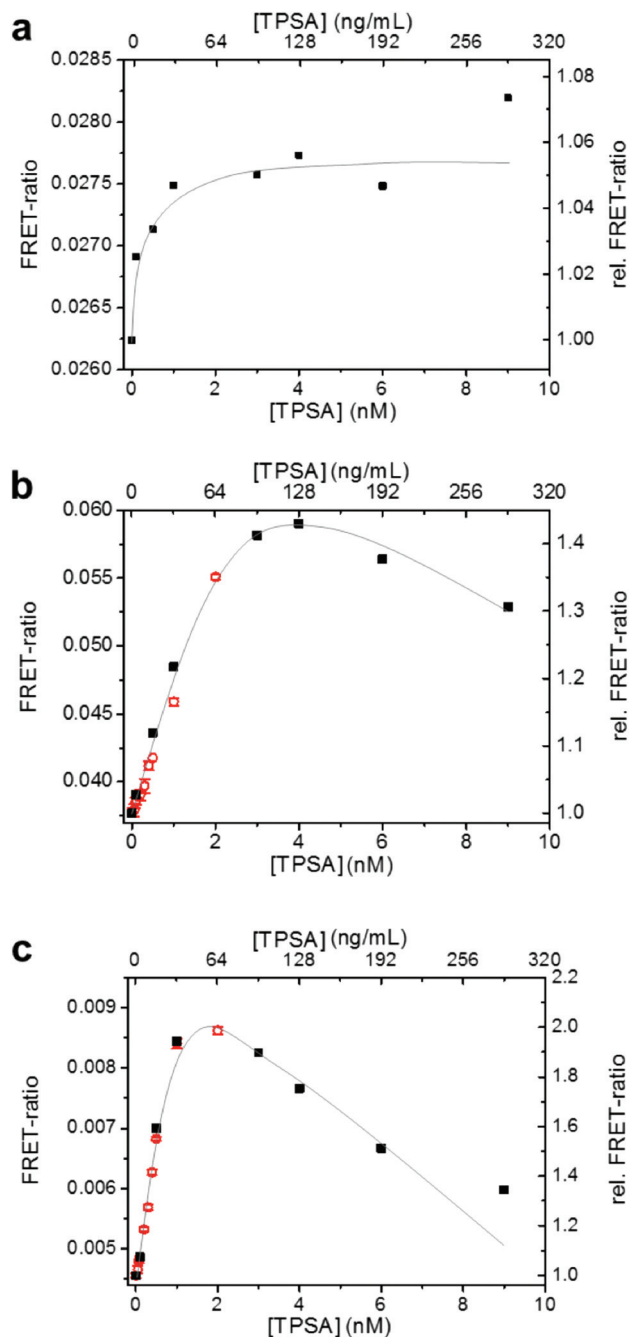 a
[TPSA] (ng/mL)
0 64 128 192 256 320
0.0285
0.0280
0.0275
0.0270
0.0265
0.0260
FRET-ratio
1.08
1.06
1.04
1.02
1.00
rel. FRET-ratio
0 2 4 6 8 10
[TPSA] (nM)
b
[TPSA] (ng/mL)
0 64 128 192 256 320
0.060
0.055
0.050
0.045
0.040
FRET-ratio
1.4
1.3
1.2
1.1
1.0
rel. FRET-ratio
0 2 4 6 8 10
[TPSA] (nM)
c
[TPSA] (ng/mL)
0 64 128 192 256 320
0.009
0.008
0.007
0.006
0.005
FRET-ratio
2.2
2.0
1.8
1.6
1.4
1.2
1.0
rel. FRET-ratio
0 2 4 6 8 10
[TPSA] (nM)